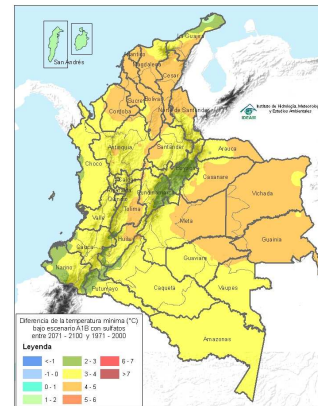 La Guajira
San Andrés
Atlántico
Magdalena
Cesar
Sucre
Bolívar
Córdoba
Norte de Santander
Instituto de Hidrología, Meteorología
y Estudios Ambientales
IDEAM
Antioquia
Santander
Arauca
Chocó
Boyacá
Casanare
Vichada
Cundinamarca
Tolima
Valle
Meta
Guainía
Cauca
Huila
Guaviare
Nariño
Putumayo
Caquetá
Vaupés
Amazonas
Diferencia de la temperatura mínima (°C)
bajo escenario A1B con sulfatos
entre 2071 - 2100 y 1971 - 2000
Leyenda
< -1 2 - 3 6 - 7
-1 - 0 3 - 4 >7
0 - 1 4 - 5
1 - 2 5 - 6